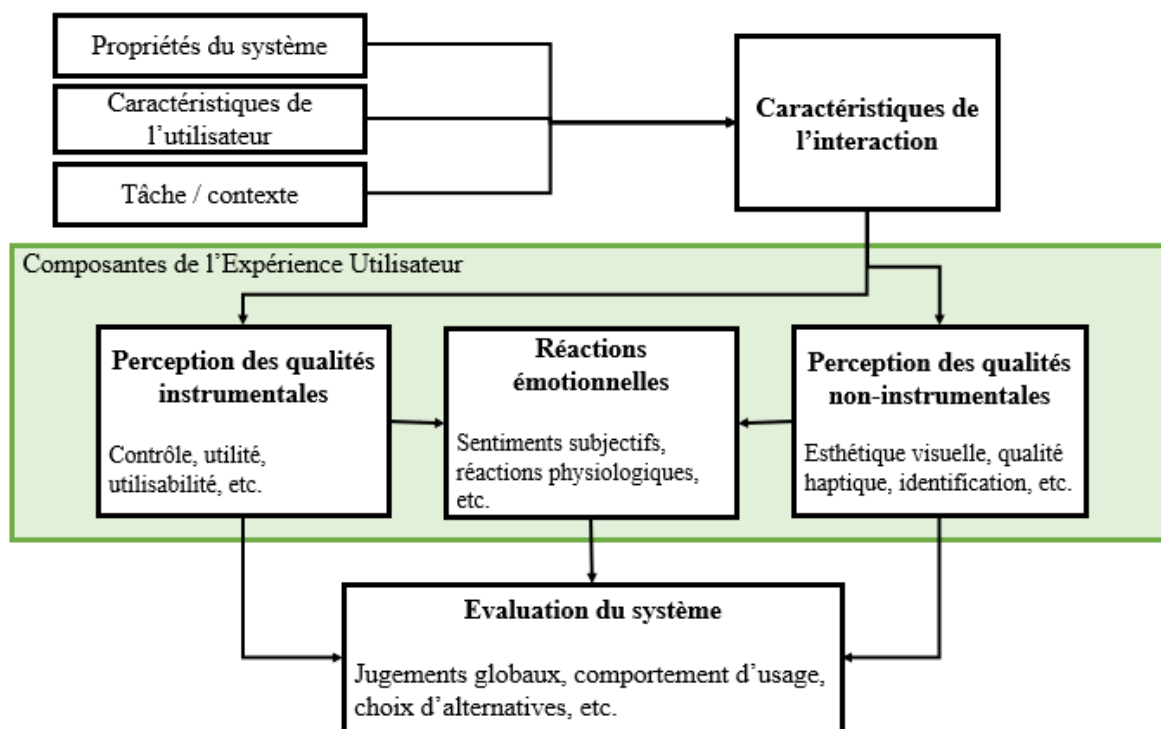 Propriétés du système
Caractéristiques de
l’utilisateur
Tâche / contexte
Caractéristiques de
l’interaction
Composantes de l’Expérience Utilisateur
Perception des qualités
instrumentales
Contrôle, utilité,
utilisabilité, etc.
Réactions
émotionnelles
Sentiments subjectifs,
réactions physiologiques,
etc.
Perception des qualités
non-instrumentales
Esthétique visuelle, qualité
haptique, identification, etc.
Evaluation du système
Jugements globaux, comportement d’usage,
choix d’alternatives, etc.